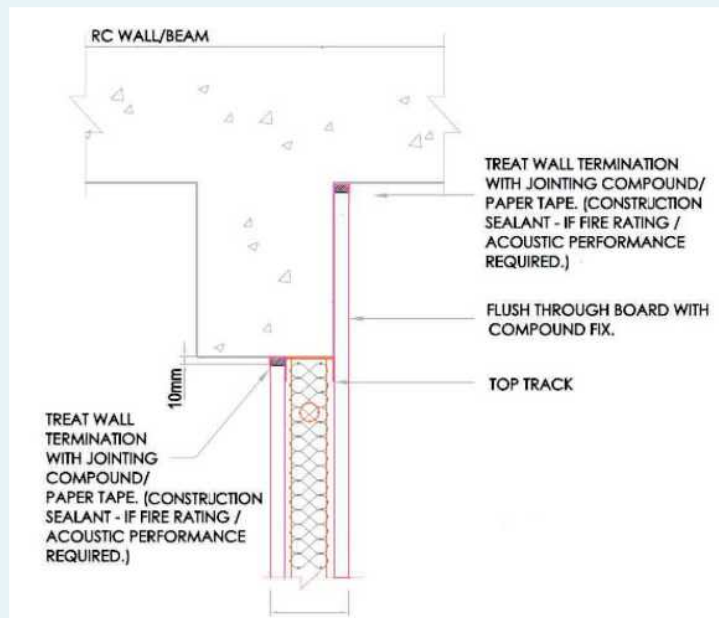 RC WALL/BEAM
TREAT WALL TERMINATION
WITH JOINTING COMPOUND/
PAPER TAPE. (CONSTRUCTION
SEALANT - IF FIRE RATING /
ACOUSTIC PERFORMANCE
REQUIRED.)
FLUSH THROUGH BOARD WITH
COMPOUND FIX.
TOP TRACK
10mm
TREAT WALL
TERMINATION
WITH JOINTING
COMPOUND/
PAPER TAPE. (CONSTRUCTION
SEALANT - IF FIRE RATING /
ACOUSTIC PERFORMANCE
REQUIRED.)